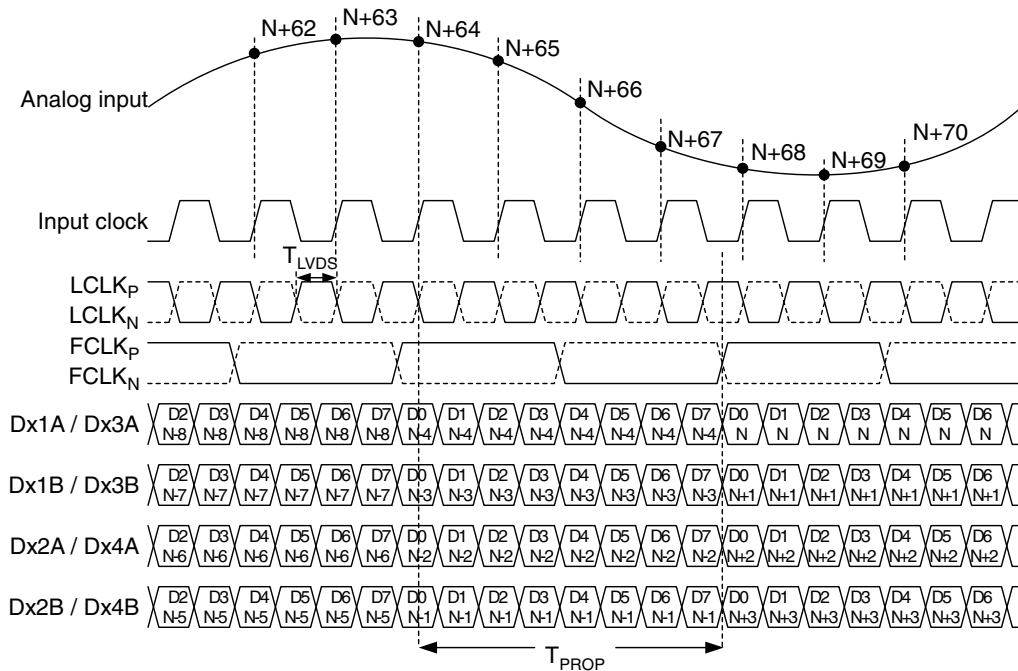 N+62 N+63 N+64 N+65 N+66 N+67 N+68 N+69 N+70
Analog input
Input clock
TLVDS
LCLKP
LCLKN
FCLKP
FCLKN
Dx1A / Dx3A
D2 D3 D4 D5 D6 D7 D0 D1 D2 D3 D4 D5 D6 D7 D0 D1 D2 D3 D4 D5 D6
N-8 N-8 N-8 N-8 N-8 N-8 N-4 N-4 N-4 N-4 N-4 N-4 N-4 N-4 N N N N N N N
Dx1B / Dx3B
D2 D3 D4 D5 D6 D7 D0 D1 D2 D3 D4 D5 D6 D7 D0 D1 D2 D3 D4 D5 D6
N-7 N-7 N-7 N-7 N-7 N-7 N-3 N-3 N-3 N-3 N-3 N-3 N-3 N-3 N+1 N+1 N+1 N+1 N+1 N+1 N+1
Dx2A / Dx4A
D2 D3 D4 D5 D6 D7 D0 D1 D2 D3 D4 D5 D6 D7 D0 D1 D2 D3 D4 D5 D6
N-6 N-6 N-6 N-6 N-6 N-6 N-2 N-2 N-2 N-2 N-2 N-2 N-2 N-2 N+2 N+2 N+2 N+2 N+2 N+2 N+2
Dx2B / Dx4B
D2 D3 D4 D5 D6 D7 D0 D1 D2 D3 D4 D5 D6 D7 D0 D1 D2 D3 D4 D5 D6
N-5 N-5 N-5 N-5 N-5 N-5 N-1 N-1 N-1 N-1 N-1 N-1 N-1 N-1 N+3 N+3 N+3 N+3 N+3 N+3 N+3
TPROP